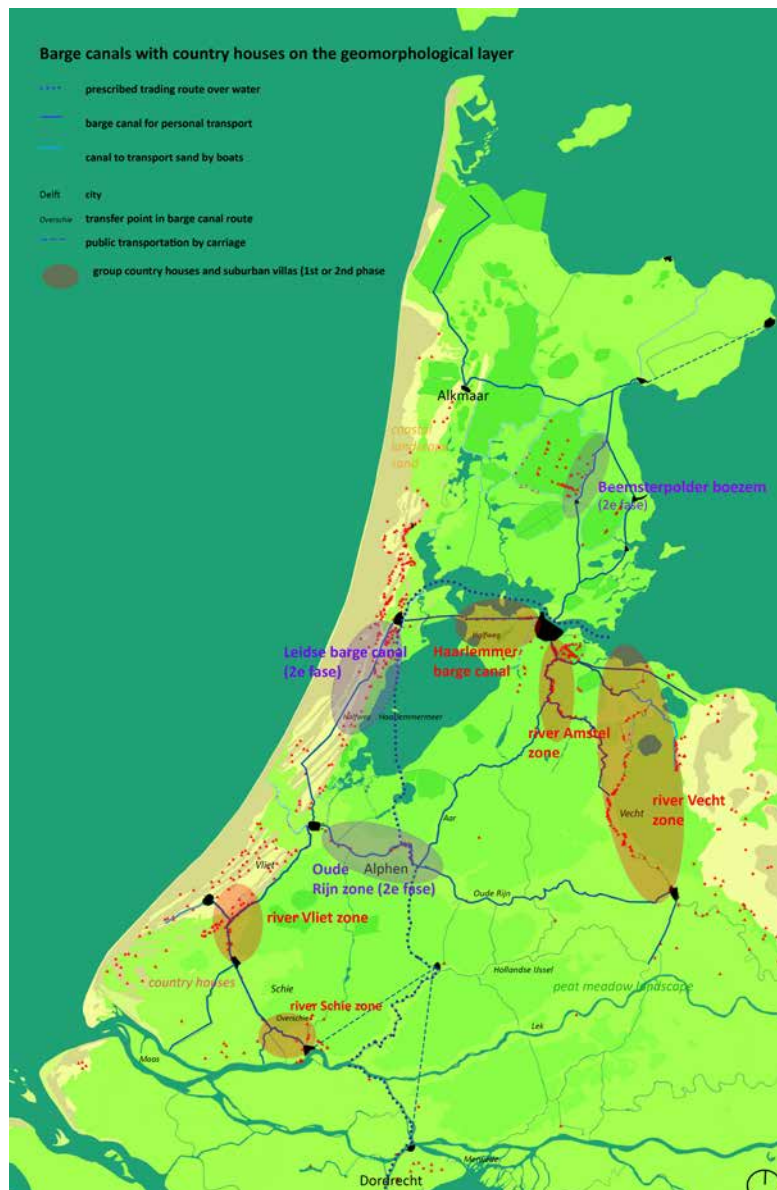 Barge canals with country houses on the geomorphological layer
prescribed trading route over water
barge canal for personal transport
canal to transport sand by boats
Delft city
Overschie transfer point in barge canal route
public transportation by carriage
group country houses and suburban villas (1st or 2nd phase
Alkmaar
coastal
landscape
sand
Beemsterpolder boezem
(2e fase)
Halfweg
Leidse barge canal
(2e fase)
Haarlemmer
barge canal
Halfweg
Haarlemmermeer
river Amstel
zone
river Vecht
zone
Vecht
Aar
Vliet
Oude
Alphen
Rijn zone (2e fase)
Oude Rijn
river Vliet zone
Hollandse IJssel
country houses
Schie
peat meadow landscape
river Schie zone
Overschie
Lek
Maas
Merwede
Dordrecht